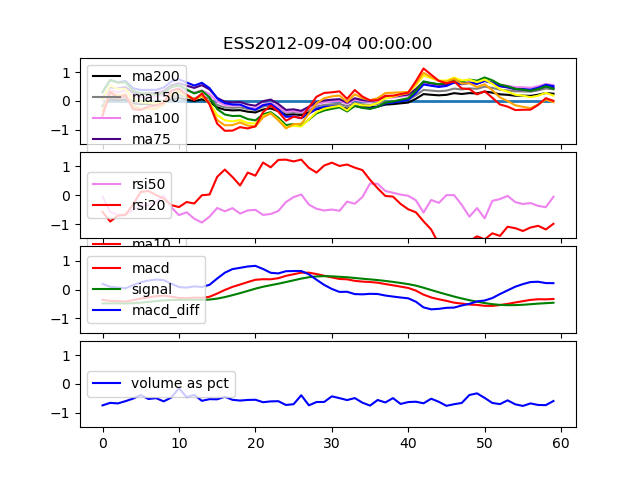 ESS2012-09-04 00:00:00
1
0
−1
ma200
ma150
ma100
ma75
1
0
−1
rsi50
rsi20
ma10
1
0
−1
macd
signal
macd_diff
1
0
−1
volume as pct
0 10 20 30 40 50 60